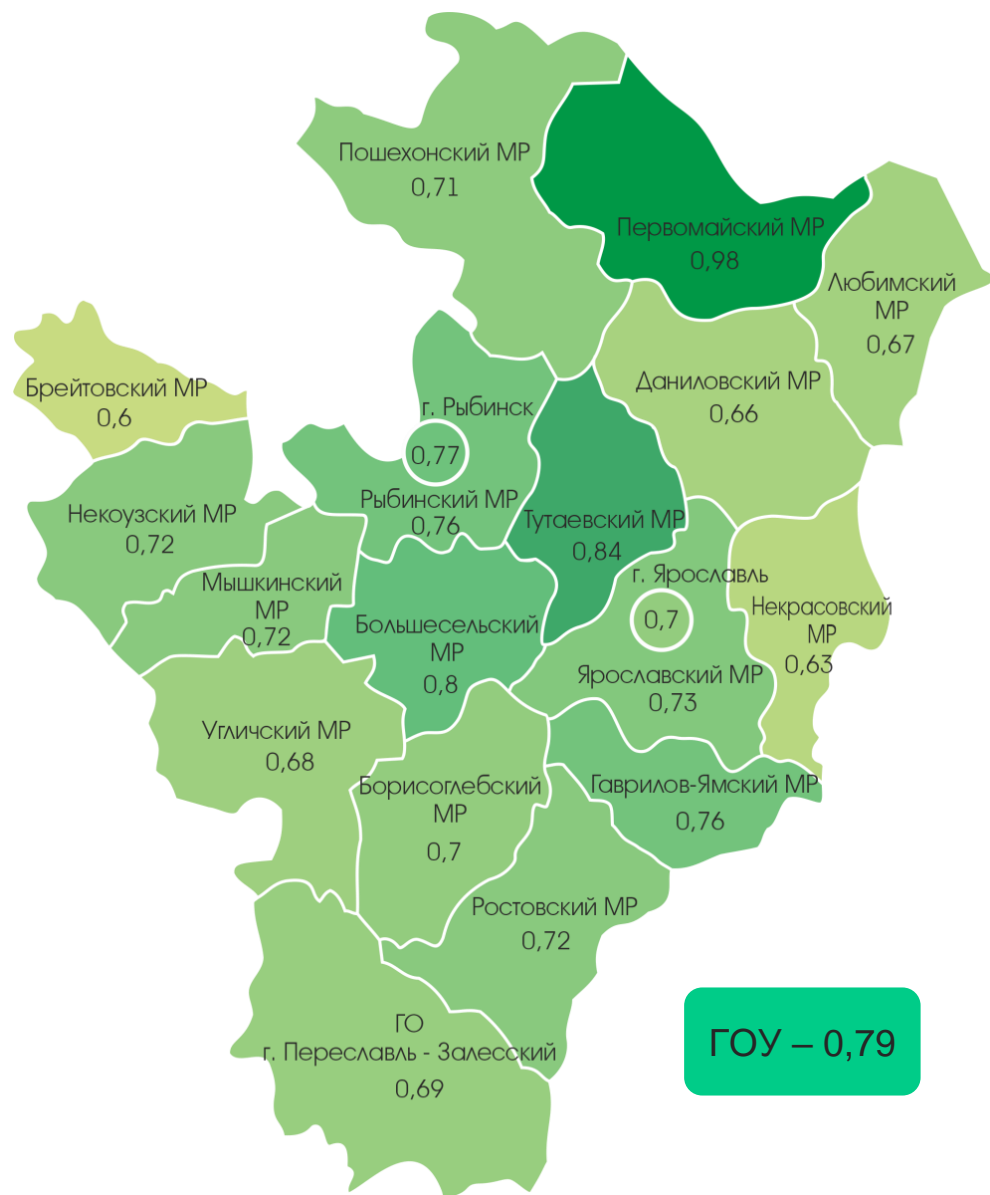 Пошехонский МР
0,71
Первомайский МР
0,98
Любимский
МР
0,67
Брейтовский МР
0,6
Даниловский МР
0,66
г. Рыбинск
0,77
Рыбинский МР
0,76
Некоузский МР
0,72
Тутаевский МР
0,84
Мышкинский
МР
0,72
г. Ярославль
0,7
Ярославский МР
0,73
Некрасовский
МР
0,63
Большесельский
МР
0,8
Угличский МР
0,68
Борисоглебский
МР
0,7
Гаврилов-Ямский МР
0,76
Ростовский МР
0,72
ГО
г. Переславль - Залесский
0,69
ГОУ – 0,79